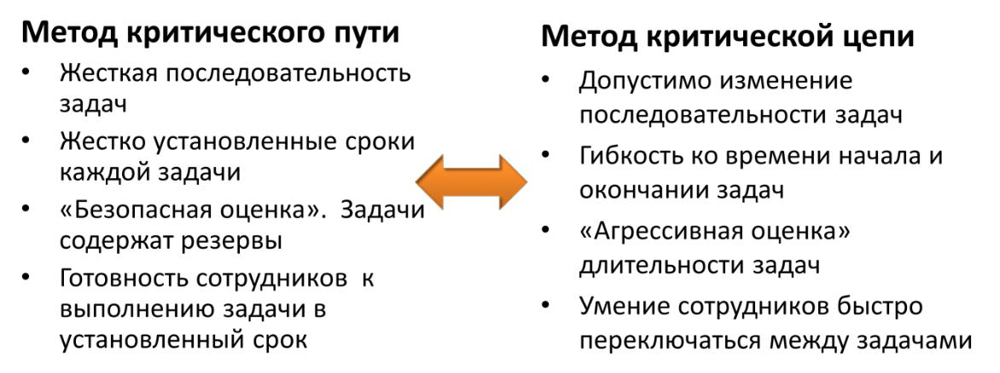 Метод критического пути
• Жесткая последовательность
задач
• Жестко установленные сроки
каждой задачи
• «Безопасная оценка».  Задачи
содержат резервы
• Готовность сотрудников  к
выполнению задачи в
установленный срок
Метод критической цепи
• Допустимо изменение
последовательности задач
• Гибкость ко времени начала и
окончании задач
• «Агрессивная оценка»
длительности задач
• Умение сотрудников быстро
переключаться между задачами